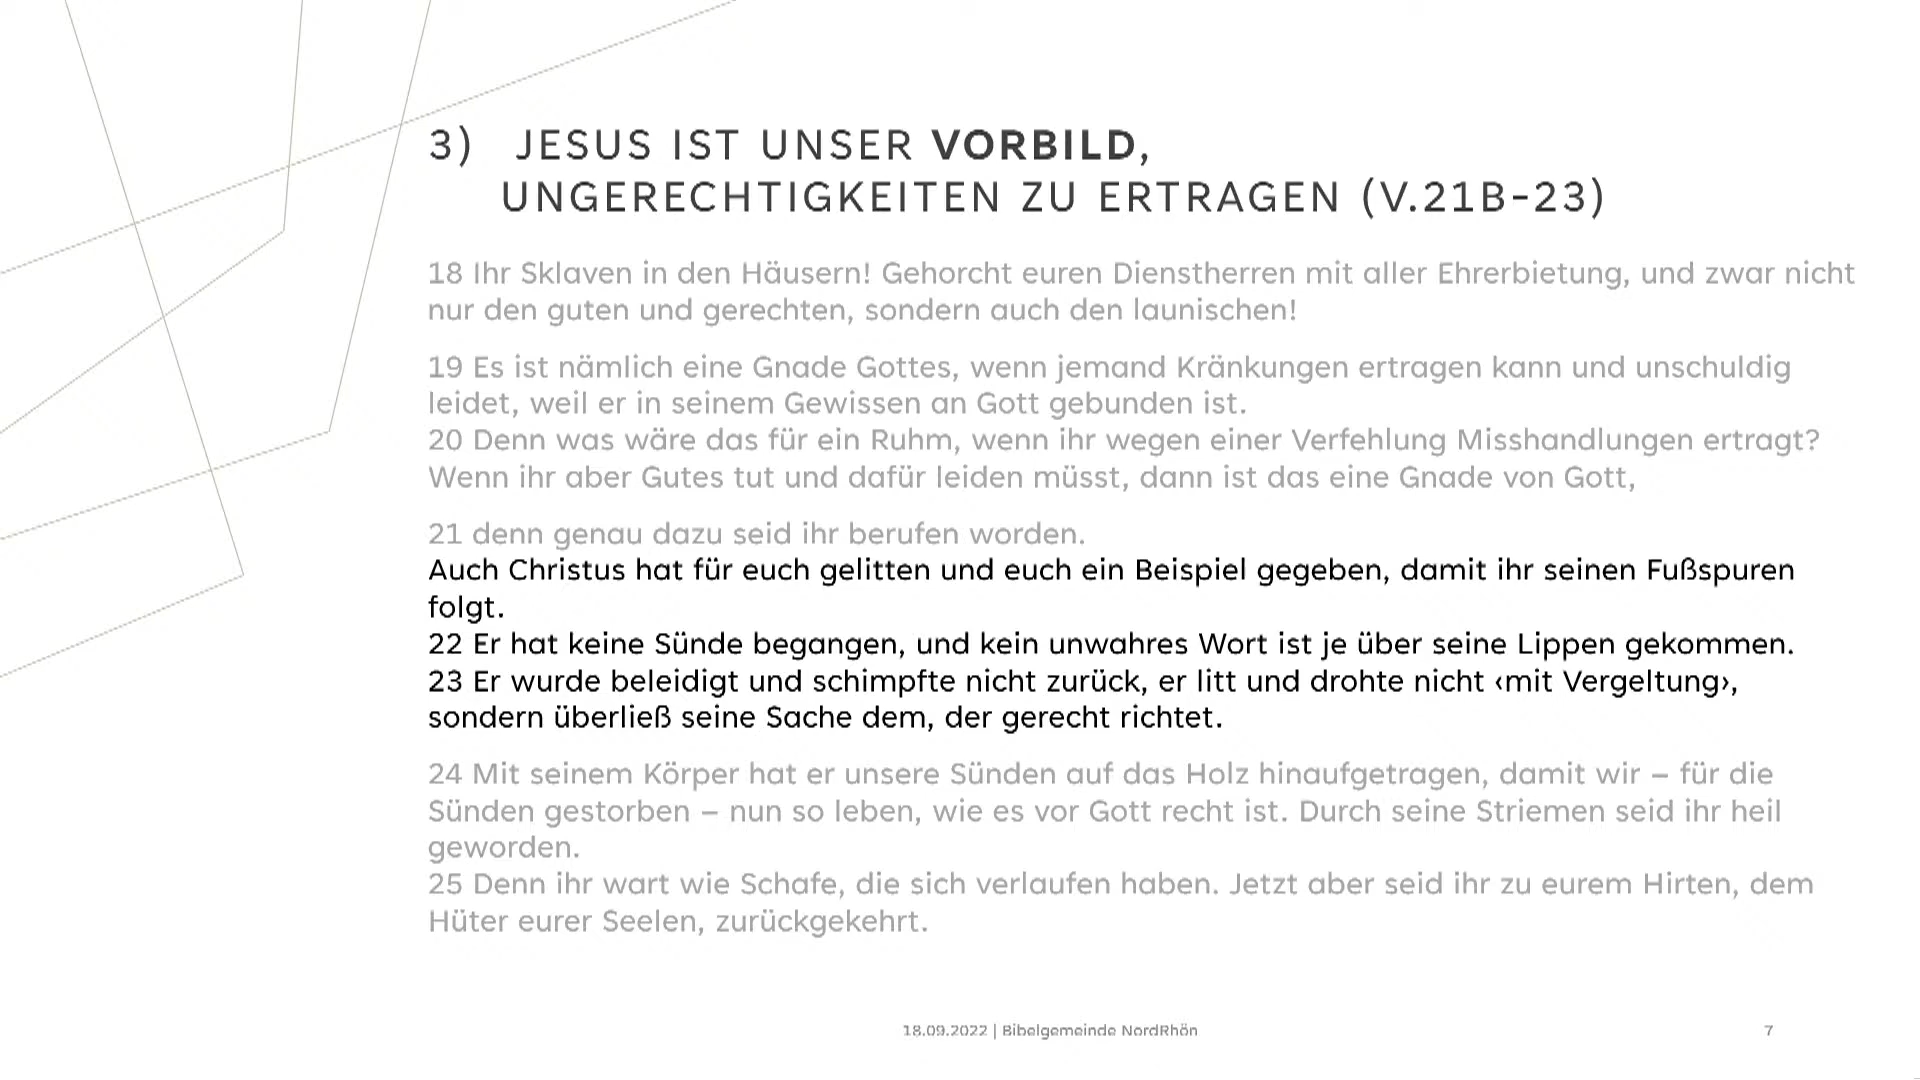 3) JESUS IST UNSER VORBILD,
UNGERECHTIGKEITEN ZU ERTRAGEN (V.21B-23)
18 Ihr Sklaven in den Häusern! Gehorcht euren Dienstherren mit aller Ehrerbietung, und zwar nicht
nur den guten und gerechten, sondern auch den launischen!
19 Es ist nämlich eine Gnade Gottes, wenn jemand Kränkungen ertragen kann und unschuldig
leidet, weil er in seinem Gewissen an Gott gebunden ist.
20 Denn was wäre das für ein Ruhm, wenn ihr wegen einer Verfehlung Misshandlungen ertragt?
Wenn ihr aber Gutes tut und dafür leiden müsst, dann ist das eine Gnade von Gott,
21 denn genau dazu seid ihr berufen worden.
Auch Christus hat für euch gelitten und euch ein Beispiel gegeben, damit ihr seinen Fußspuren
folgt.
22 Er hat keine Sünde begangen, und kein unwahres Wort ist je über seine Lippen gekommen.
23 Er wurde beleidigt und schimpfte nicht zurück, er litt und drohte nicht ‹mit Vergeltung›,
sondern überließ seine Sache dem, der gerecht richtet.
24 Mit seinem Körper hat er unsere Sünden auf das Holz hinaufgetragen, damit wir – für die
Sünden gestorben – nun so leben, wie es vor Gott recht ist. Durch seine Striemen seid ihr heil
geworden.
25 Denn ihr wart wie Schafe, die sich verlaufen haben. Jetzt aber seid ihr zu eurem Hirten, dem
Hüter eurer Seelen, zurückgekehrt.
18.09.2022 | Bibelgemeinde NordRhön
7